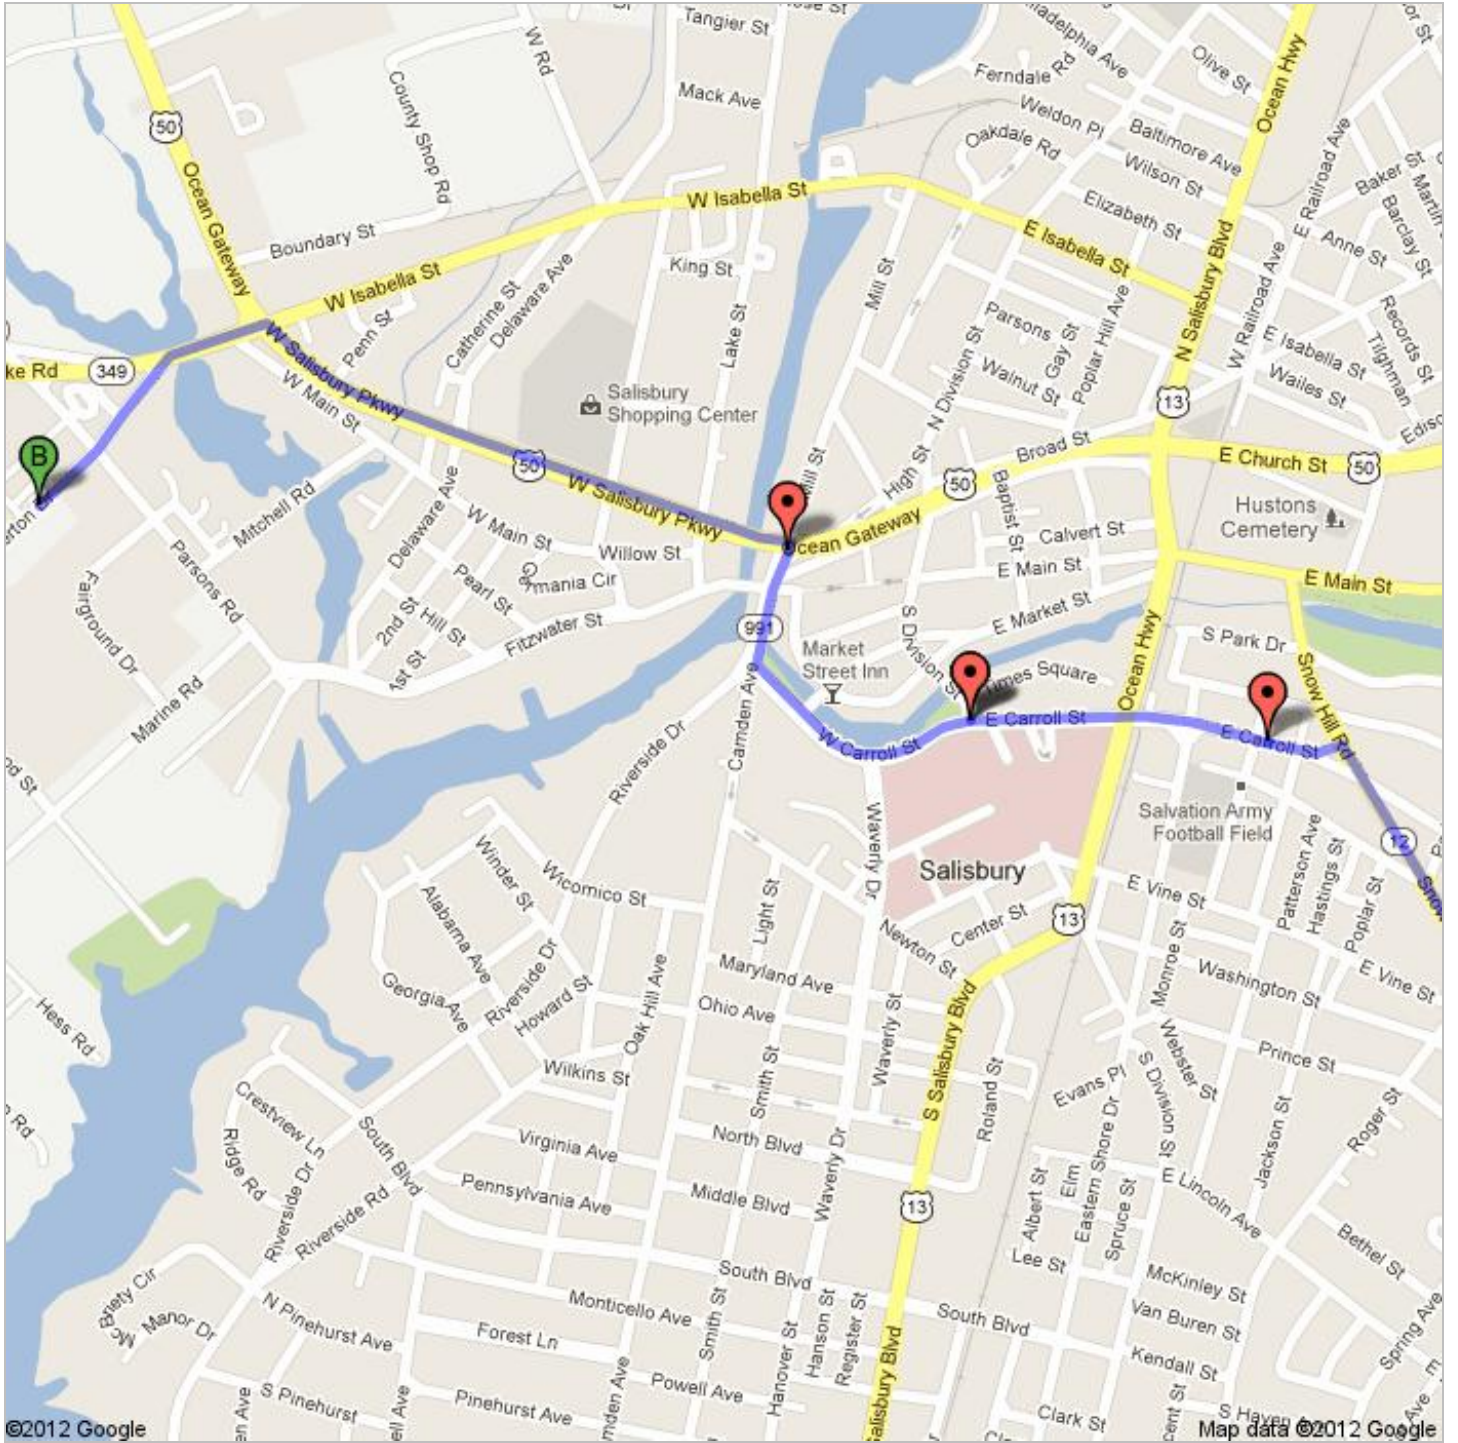 Tangier St
Philadelphia Ave
Olive St
Ocean Hwy
W Rd
County Shop Rd
Mack Ave
Ferndale Rd
Weldon Pl
Baltimore Ave
Oakdale Rd
Wilson St
50
Ocean Gateway
W Isabella St
Elizabeth St
E Railroad Ave
Baker St
Martin
Barclay St
Anne St
Boundary St
E Isabella St
N Salisbury Blvd
W Railroad Ave
King St
Mill St
W Isabella St
Delaware Ave
Catherine St
Penn St
Lake St
Parsons
Gay St
Poplar Hill Ave
Records St
Tilghman
E Isabella St
Walnut St
Wailes St
N Division St
ke Rd
349
W Salisbury Pkwy
W Main St
Salisbury
Shopping Center
13
Broad St
E Church St
50
B
50
Mill St
High St
50
W Salisbury Pkwy
Ocean Gateway
Baptist St
Hustons
Cemetery
Calvert St
E Main St
E Main St
Mitchell Rd
Delaware Ave
W Main St
Willow St
Germania Cir
Pearl St
Hill St
2nd St
Fitzwater St
Parsons Rd
Fairground Dr
Marine Rd
991
Market
Street Inn
S Division St
E Market St
Times Square
S Park Dr
Ocean Hwy
Snow Hill Rd
E Carroll St
E Carroll St
W Carroll St
Camden Ave
Riverside Dr
Salvation Army
Football Field
12
Waverly Dr
Salisbury
Winder St
Wicomico St
Alabama Ave
Light St
Center St
13
Newton St
E Vine St
Patterson Ave
Hastings St
Poplar St
Monroe St
E Vine St
Washington St
Georgia Ave
Riverside Dr
Howard St
Oak Hill Ave
Maryland Ave
Ohio Ave
Hess Rd
Wilkins St
Smith St
Waverly St
S Salisbury Blvd
Roland St
Evans Pl
Webster St
S Division St
Prince St
Crestview Ln
Ridge Rd
South Blvd
Virginia Ave
North Blvd
Waverly Dr
Eastern Shore Dr
Jackson St
Roger St
Riverside Dr
Riverside Rd
Pennsylvania Ave
Middle Blvd
13
Albert St
Elm
Spruce St
E Lincoln Ave
Lee St
Bethel St
South Blvd
McKinley St
Manor Dr
N Pinehurst Ave
Monticello Ave
Forest Ln
Smith St
Hanson St
Register St
South Blvd
Van Buren St
Spring Ave
Kendall St
Powell Ave
Hanover St
Salisbury Blvd
S Pinehurst
Pinehurst Ave
Clark St
©2012 Google
Map data ©2012 Google